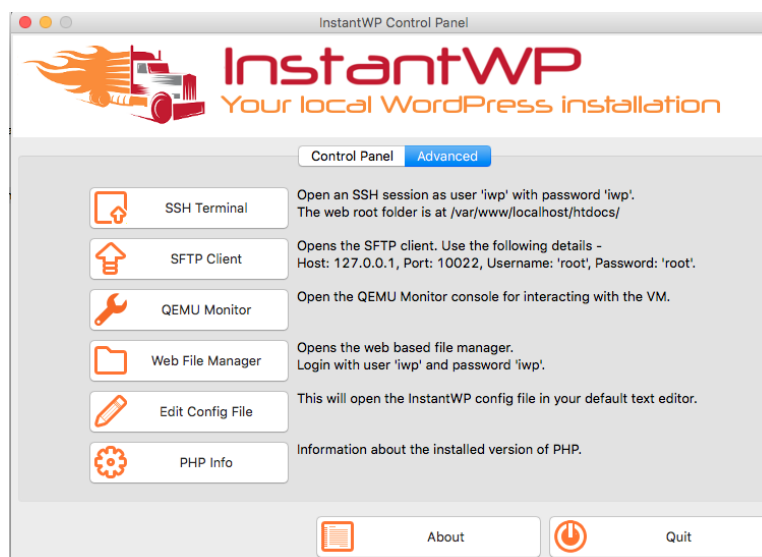 InstantWP Control Panel
InstantWP
Your local WordPress installation
Control Panel
Advanced
SSH Terminal
Open an SSH session as user 'iwp' with password 'iwp'.
The web root folder is at /var/www/localhost/htdocs/
SFTP Client
Opens the SFTP client. Use the following details -
Host: 127.0.0.1, Port: 10022, Username: 'root', Password: 'root'.
QEMU Monitor
Open the QEMU Monitor console for interacting with the VM.
Web File Manager
Opens the web based file manager.
Login with user 'iwp' and password 'iwp'.
Edit Config File
This will open the InstantWP config file in your default text editor.
PHP Info
Information about the installed version of PHP.
About
Quit